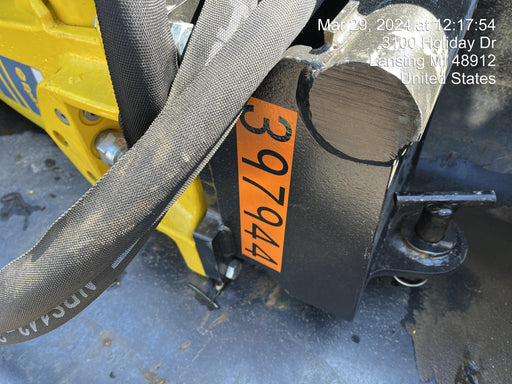 Mar 29, 2024 at 12:17:54
3100 Holiday Dr
Lansing MI 48912
United States
397944